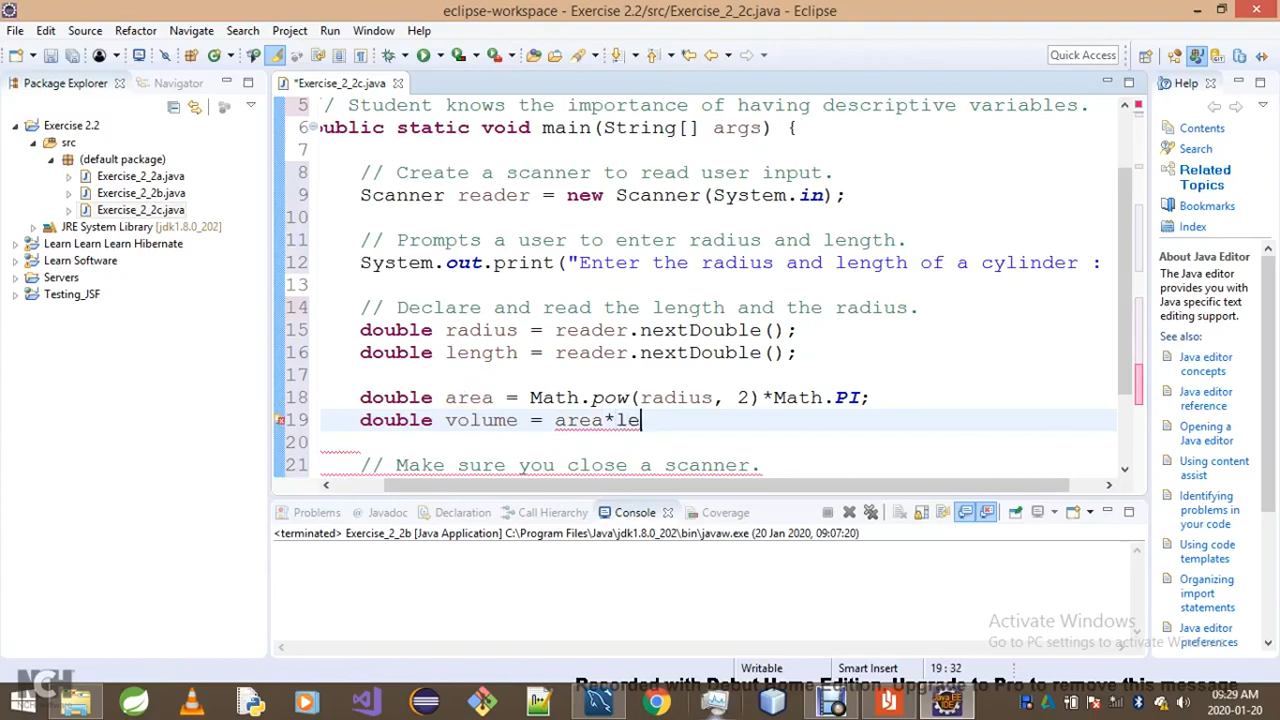 eclipse-workspace - Exercise 2.2/src/Exercise_2_2c.java - Eclipse
File Edit Source Refactor Navigate Search Project Run Window Help
Quick Access
Package Explorer Navigator
*Exercise_2_2c.java
Help
Exercise 2.2
src
(default package)
Exercise_2_2a.java
Exercise_2_2b.java
Exercise_2_2c.java
JRE System Library [jdk1.8.0_202]
Learn Learn Learn Hibernate
Learn Software
Servers
Testing_JSF
5 / Student knows the importance of having descriptive variables.
6 public static void main(String[] args) {
7
8 // Create a scanner to read user input.
9 Scanner reader = new Scanner(System.in);
10
11 // Prompts a user to enter radius and length.
12 System.out.print("Enter the radius and length of a cylinder :
13
14 // Declare and read the length and the radius.
15 double radius = reader.nextDouble();
16 double length = reader.nextDouble();
17
18 double area = Math.pow(radius, 2)*Math.PI;
19 double volume = area*le
20
21 // Make sure you close a scanner.
Contents
Search
Related
Topics
Bookmarks
Index
About Java Editor
The Java editor
provides you with
Java specific text
editing support.
See also:
Java editor
concepts
Java editor
reference
Opening a
Java editor
Using content
assist
Identifying
problems in
your code
Using code
templates
Organizing
import
statements
Java editor
preferences
Problems Javadoc Declaration Call Hierarchy Console Coverage
<terminated> Exercise_2_2b [Java Application] C:\Program Files\Java\jdk1.8.0_202\bin\javaw.exe (20 Jan 2020, 09:07:20)
Activate Windows
Go to PC settings to activate Windows.
Writable Smart Insert 19 : 32
NCH
Recorded with Debut Home Edition. Upgrade to Pro to remove this message
09:29 AM
2020-01-20